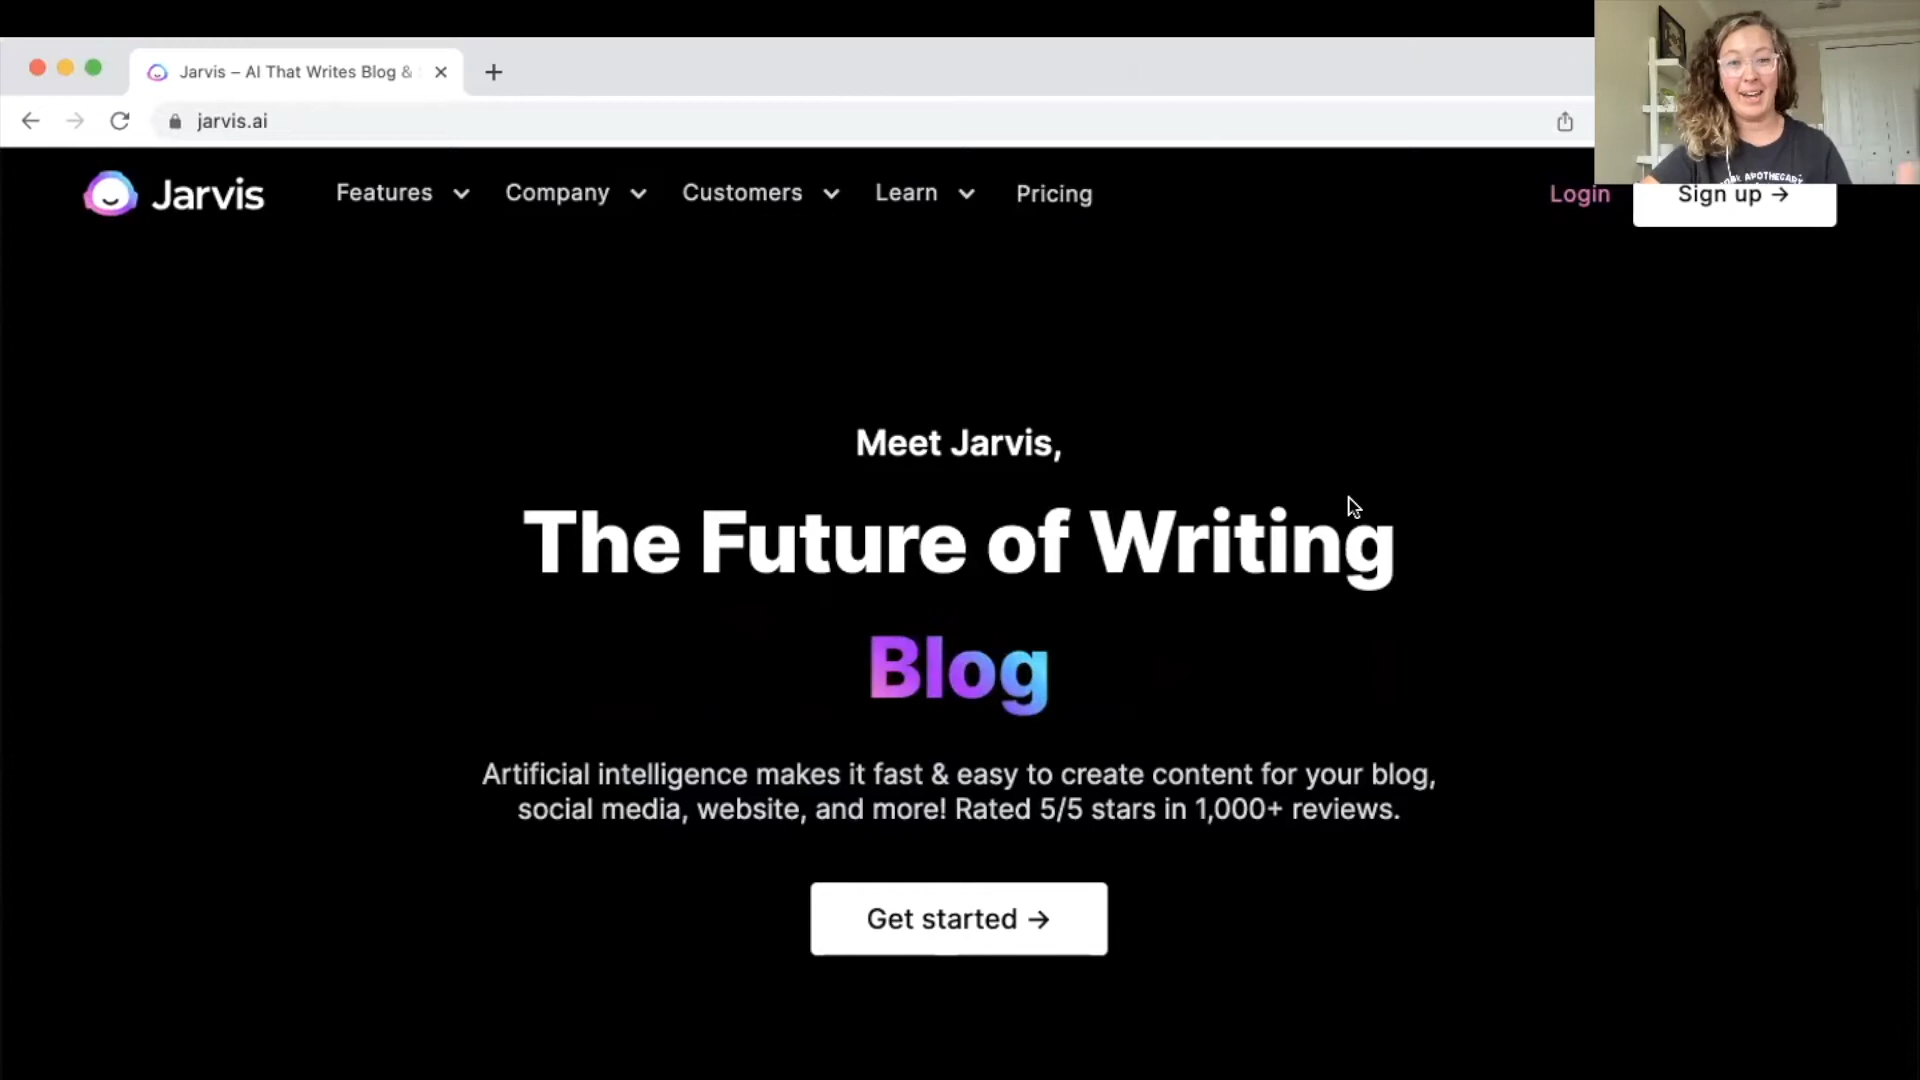 Jarvis – AI That Writes Blog &
jarvis.ai
Jarvis
Features
Company
Customers
Learn
Pricing
Login
Sign up →
APOTHECARY
Meet Jarvis,
The Future of Writing
Blog
Artificial intelligence makes it fast & easy to create content for your blog,
social media, website, and more! Rated 5/5 stars in 1,000+ reviews.
Get started →